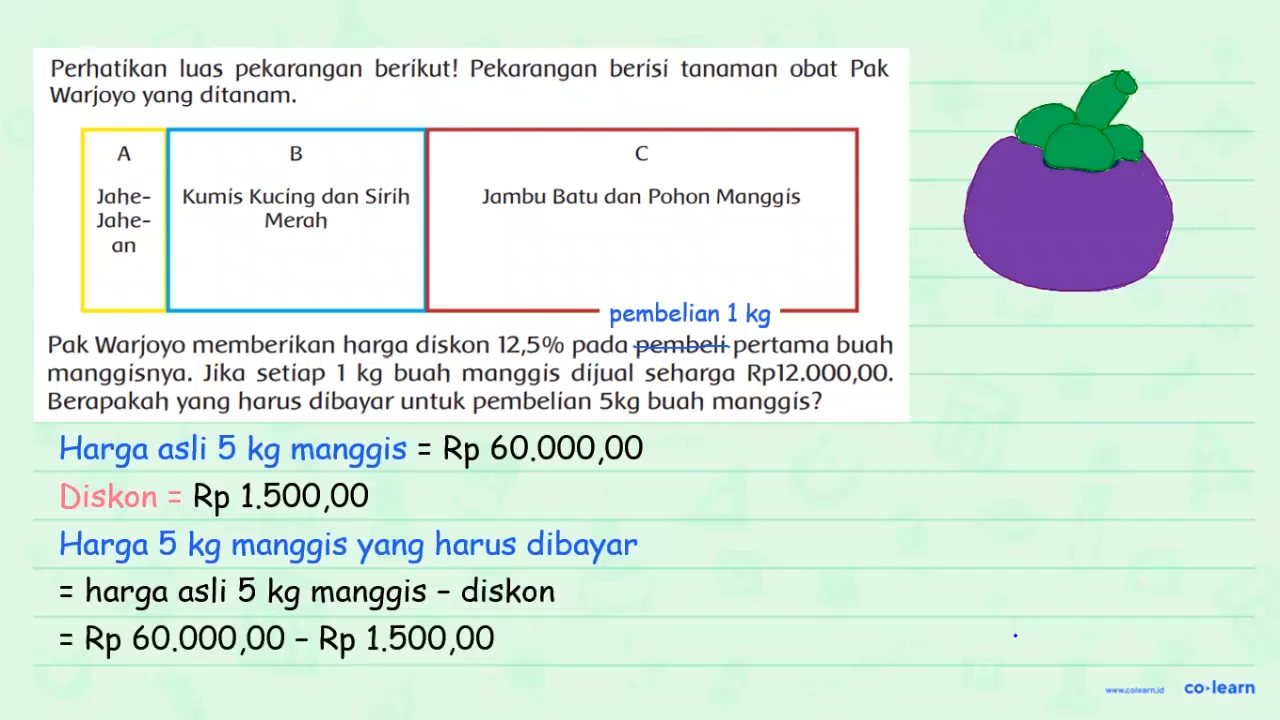 Perhatikan luas pekarangan berikut! Pekarangan berisi tanaman obat Pak
Warjoyo yang ditanam.
A
Jahe-
Jahe-
an
B
Kumis Kucing dan Sirih
Merah
C
Jambu Batu dan Pohon Manggis
pembelian 1 kg
Pak Warjoyo memberikan harga diskon 12,5% pada pembeli pertama buah
manggisnya. Jika setiap 1 kg buah manggis dijual seharga Rp12.000,00.
Berapakah yang harus dibayar untuk pembelian 5kg buah manggis?
Harga asli 5 kg manggis = Rp 60.000,00
Diskon = Rp 1.500,00
Harga 5 kg manggis yang harus dibayar
= harga asli 5 kg manggis – diskon
= Rp 60.000,00 – Rp 1.500,00
www.colearn.id co·learn